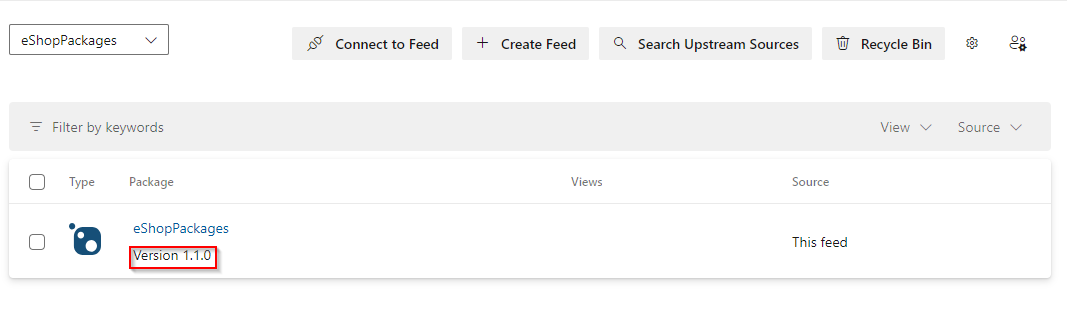 eShopPackages
Connect to Feed
Create Feed
Search Upstream Sources
Recycle Bin
Filter by keywords
View
Source
Type
Package
Views
Source
eShopPackages
Version 1.1.0
This feed